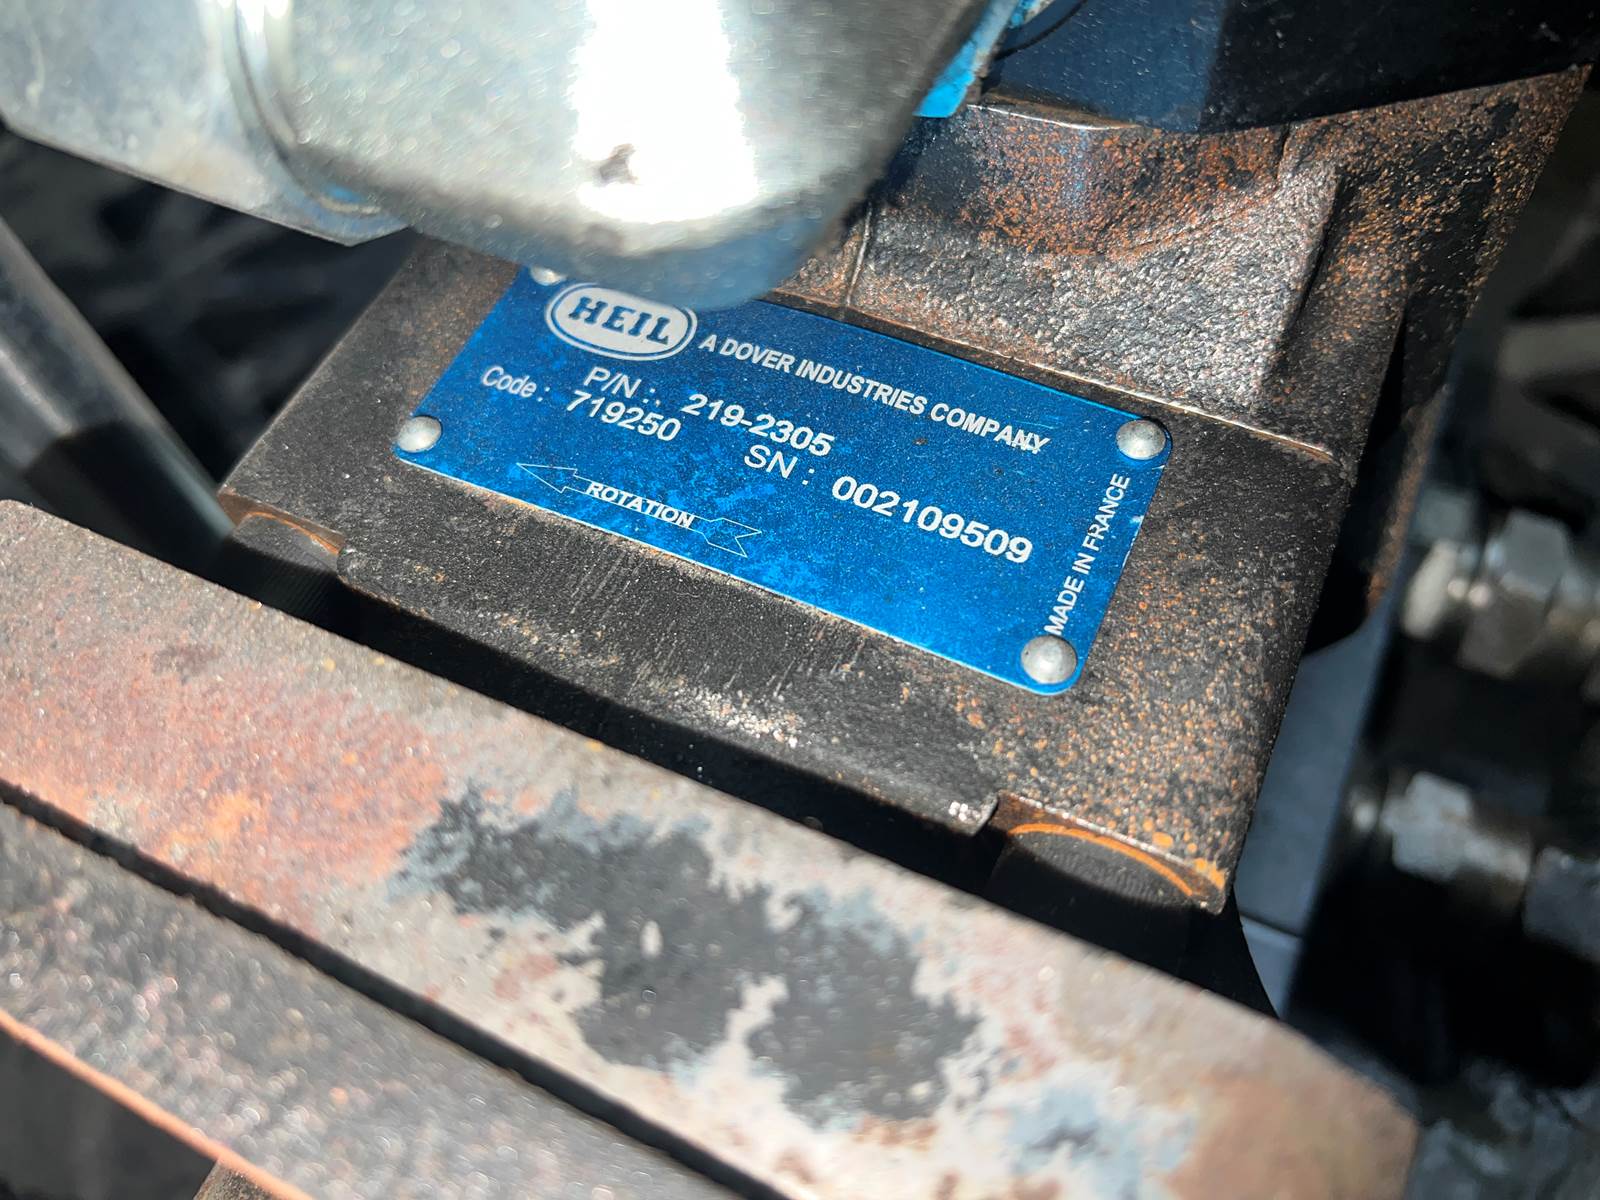 HEIL
A DOVER INDUSTRIES COMPANY
P/N : 219-2305
Code : 719250 SN : 002109509
ROTATION
MADE IN FRANCE